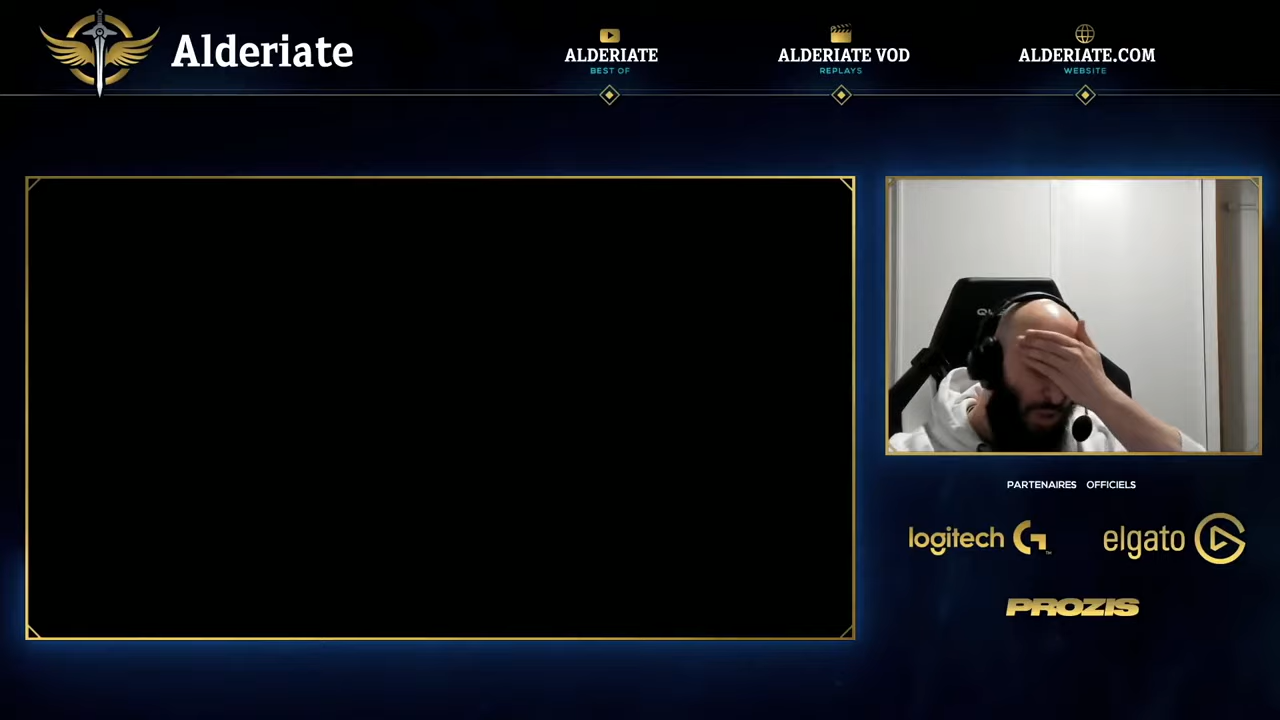 Alderiate
ALDERIATE
BEST OF
ALDERIATE VOD
REPLAYS
ALDERIATE.COM
WEBSITE
PARTENAIRES OFFICIELS
logitech G
elgato
PROZIS